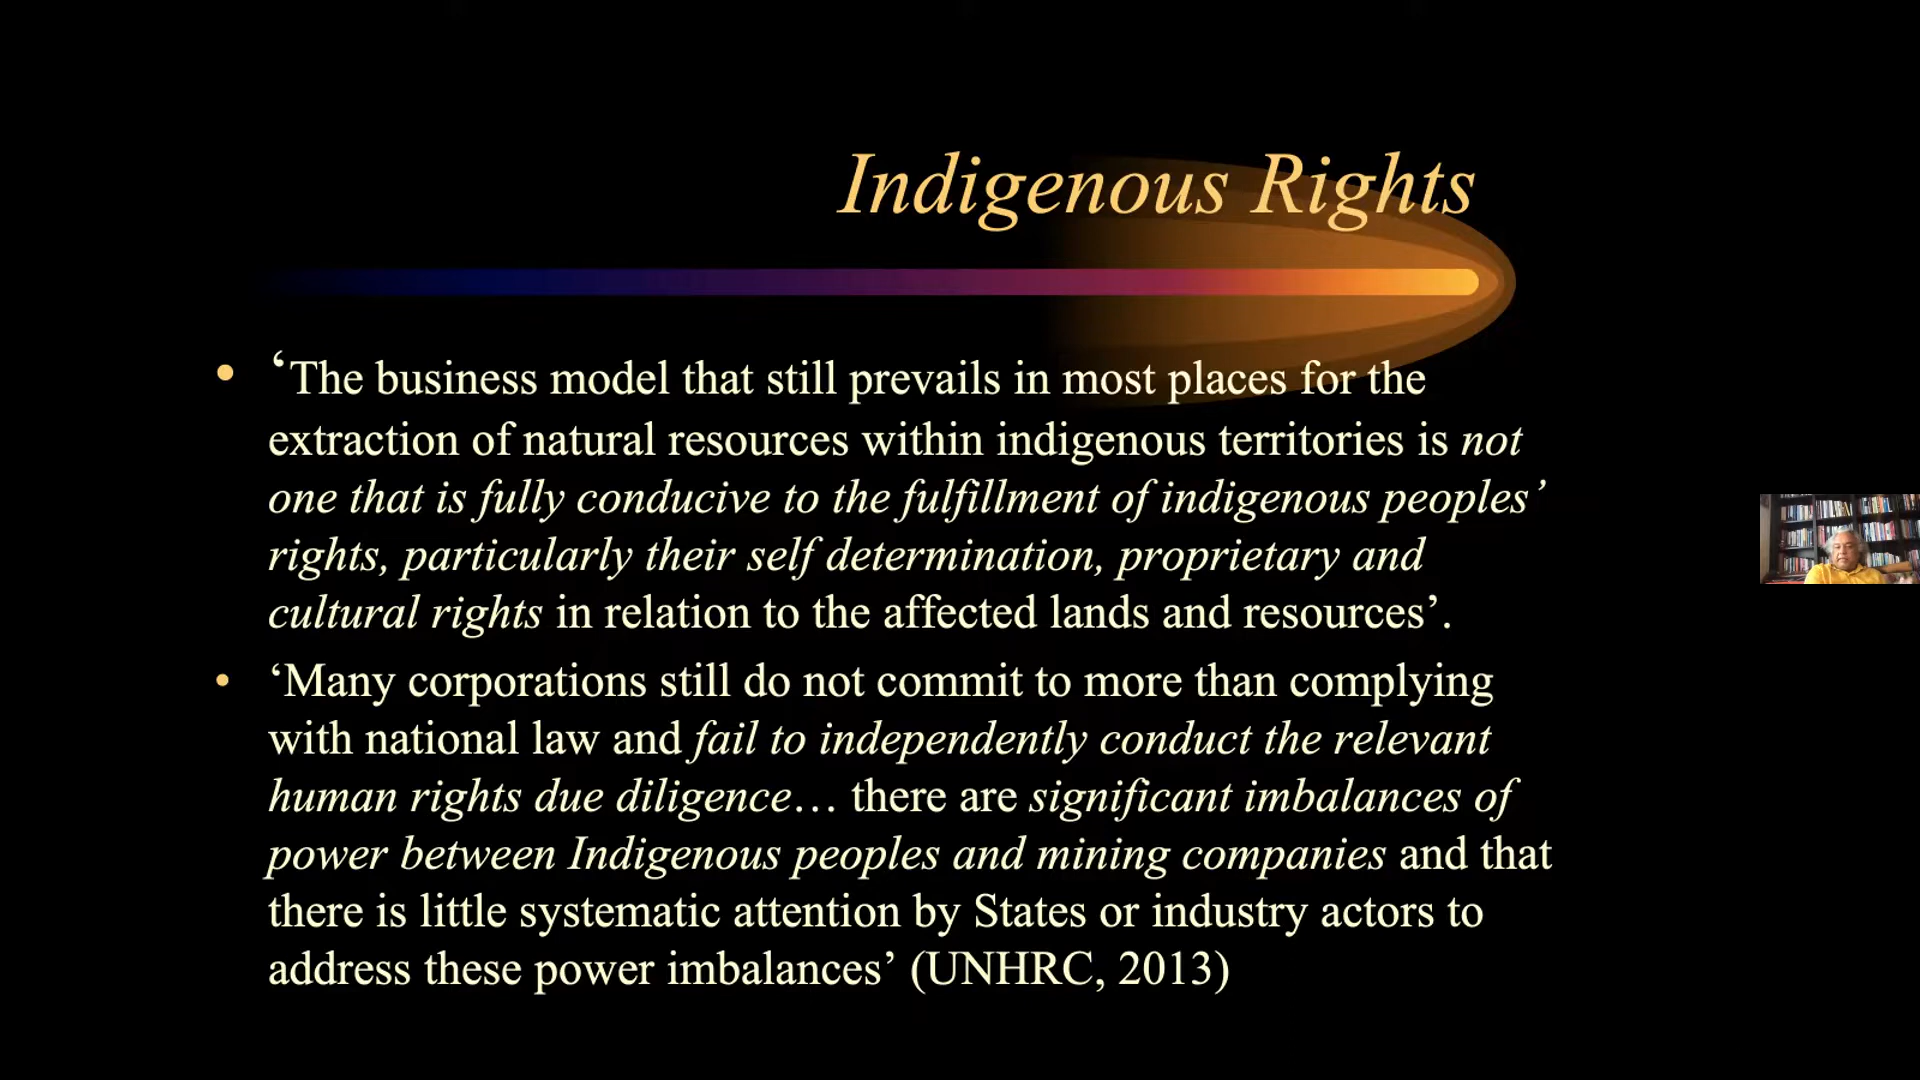 Indigenous Rights
• ‘The business model that still prevails in most places for the
extraction of natural resources within indigenous territories is not
one that is fully conducive to the fulfillment of indigenous peoples’
rights, particularly their self determination, proprietary and
cultural rights in relation to the affected lands and resources’.
• ‘Many corporations still do not commit to more than complying
with national law and fail to independently conduct the relevant
human rights due diligence… there are significant imbalances of
power between Indigenous peoples and mining companies and that
there is little systematic attention by States or industry actors to
address these power imbalances’ (UNHRC, 2013)